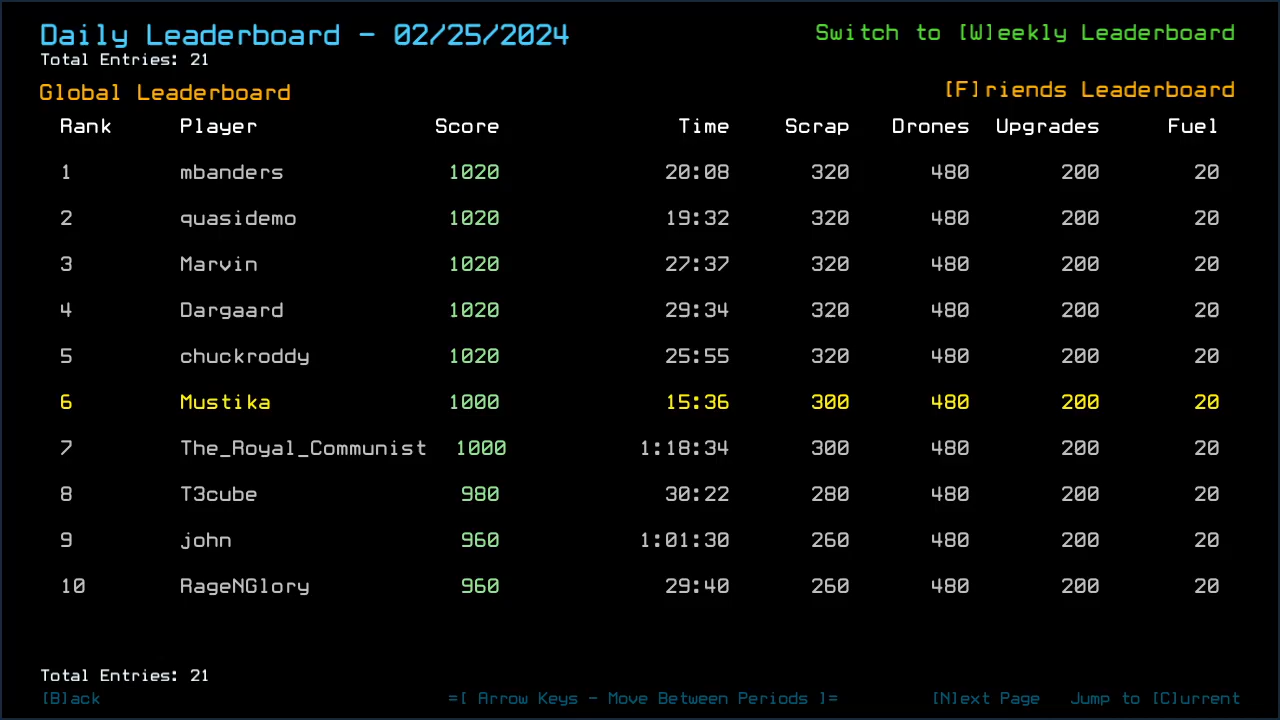 Daily Leaderboard - 02/25/2024 Switch to [W]eekly Leaderboard
Total Entries: 21
Global Leaderboard [F]riends Leaderboard
Rank Player Score Time Scrap Drones Upgrades Fuel
1 mbanders 1020 20:08 320 480 200 20
2 quasidemo 1020 19:32 320 480 200 20
3 Marvin 1020 27:37 320 480 200 20
4 Dargaard 1020 29:34 320 480 200 20
5 chuckroddy 1020 25:55 320 480 200 20
6 Mustika 1000 15:36 300 480 200 20
7 The_Royal_Communist 1000 1:18:34 300 480 200 20
8 T3cube 980 30:22 280 480 200 20
9 john 960 1:01:30 260 480 200 20
10 RageNGlory 960 29:40 260 480 200 20
Total Entries: 21
[B]ack =[ Arrow Keys - Move Between Periods ]= [N]ext Page Jump to [C]urrent